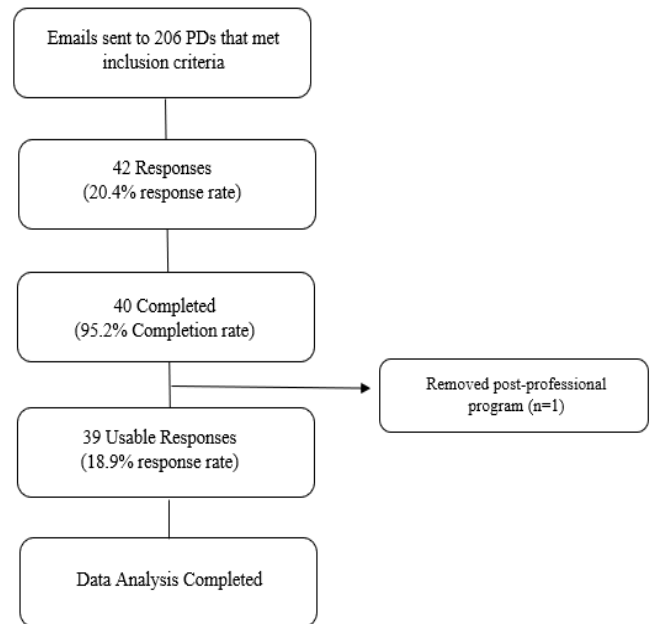 Emails sent to 206 PDs that met
inclusion criteria
42 Responses
(20.4% response rate)
40 Completed
(95.2% Completion rate)
Removed post-professional
program (n=1)
39 Usable Responses
(18.9% response rate)
Data Analysis Completed